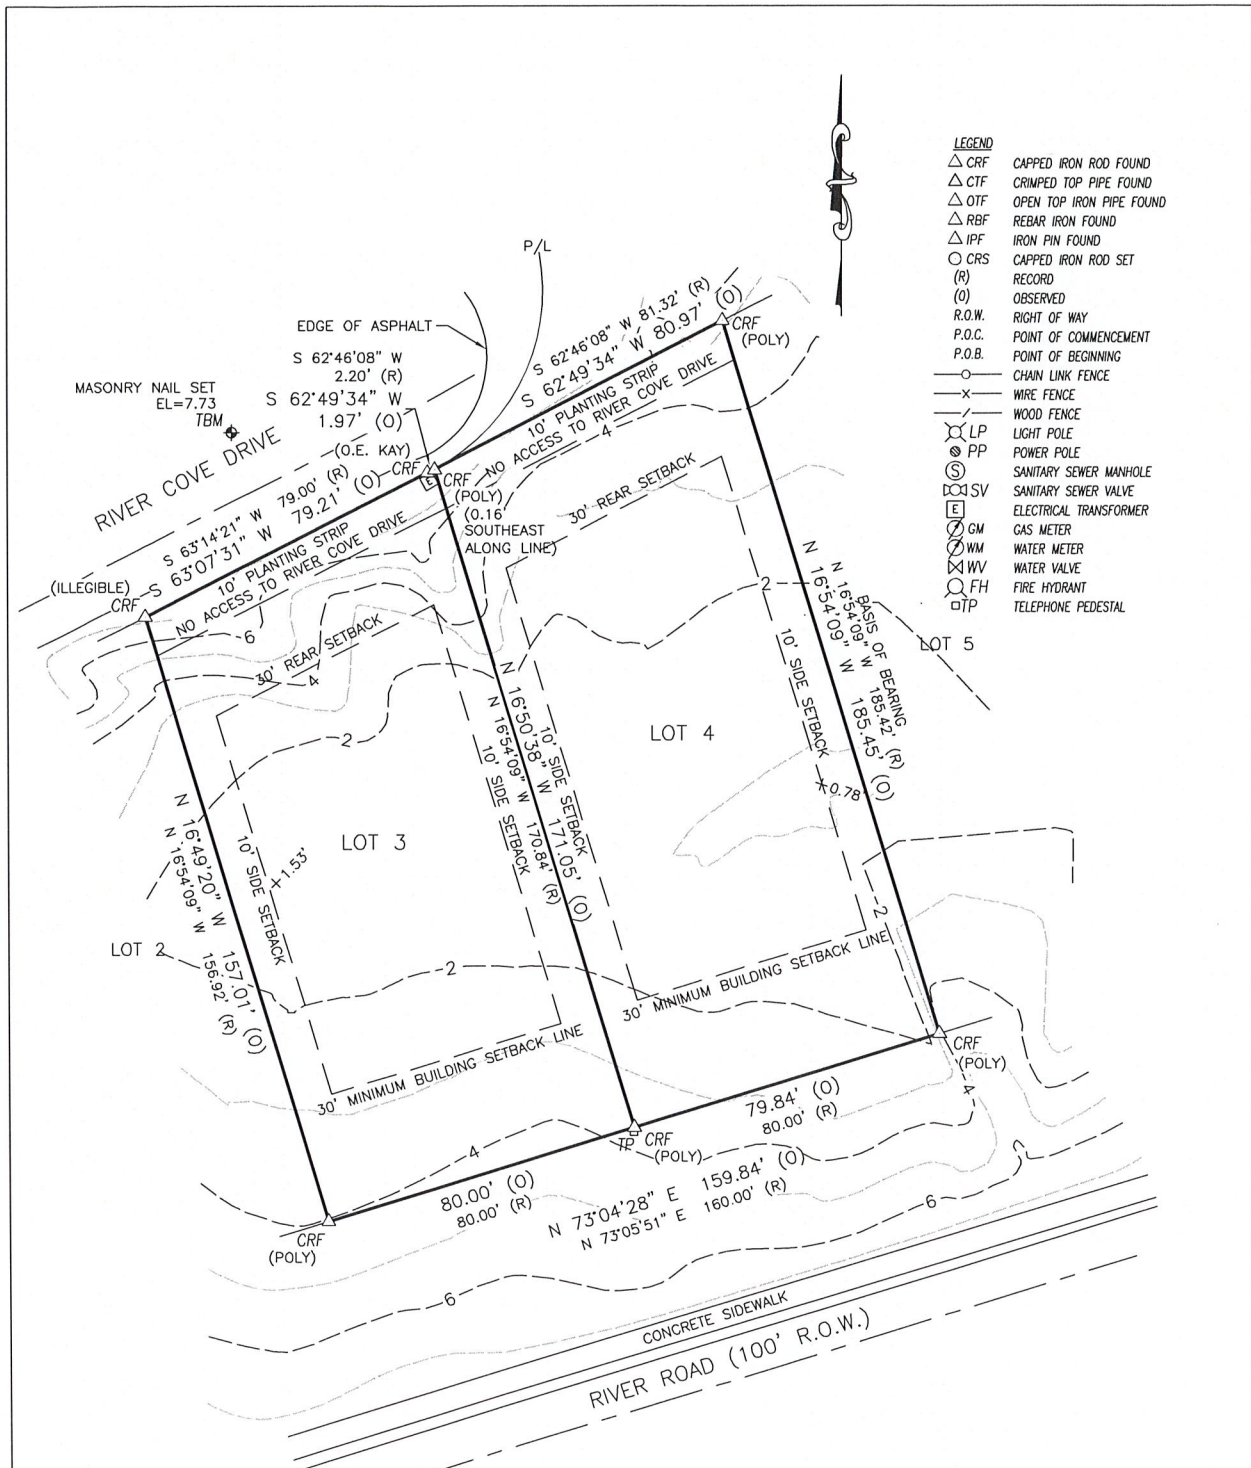 LEGEND
CRF CAPPED IRON ROD FOUND
CTF CRIMPED TOP PIPE FOUND
OTF OPEN TOP IRON PIPE FOUND
RBF REBAR IRON FOUND
IPF IRON PIN FOUND
CRS CAPPED IRON ROD SET
(R) RECORD
(O) OBSERVED
R.O.W. RIGHT OF WAY
P.O.C. POINT OF COMMENCEMENT
P.O.B. POINT OF BEGINNING
O CHAIN LINK FENCE
X WIRE FENCE
/ WOOD FENCE
LP LIGHT POLE
PP POWER POLE
S SANITARY SEWER MANHOLE
SV SANITARY SEWER VALVE
E ELECTRICAL TRANSFORMER
GM GAS METER
WM WATER METER
WV WATER VALVE
FH FIRE HYDRANT
TP TELEPHONE PEDESTAL
P/L
EDGE OF ASPHALT
S 62°46'08" W
2.20' (R)
S 62°49'34" W
1.97' (O)
MASONRY NAIL SET
EL=7.73
TBM
RIVER COVE DRIVE
(O.E. KAY)
CRF
CRF
(POLY)
(0.16
SOUTHEAST
ALONG LINE)
E
S 62°46'08" W 81.32' (R)
S 62°49'34" W 80.97' (O)
10' PLANTING STRIP
NO ACCESS TO RIVER COVE DRIVE
CRF
(POLY)
4
S 63°14'21" W 79.00' (R)
S 63°07'31" W 79.21' (O)
10' PLANTING STRIP
NO ACCESS TO RIVER COVE DRIVE
(ILLEGIBLE)
CRF
6
30' REAR SETBACK
4
2
30' REAR SETBACK
2
N 16°54'09" W 185.42' (R)
BASIS OF BEARING
N 16°54'09" W 185.45' (O)
10' SIDE SETBACK
LOT 5
LOT 4
0.78'
N 16°50'38" W 171.05' (O)
N 16°54'09" W 170.84' (R)
10' SIDE SETBACK
10' SIDE SETBACK
LOT 3
1.53'
10' SIDE SETBACK
N 16°49'20" W 157.01' (O)
N 16°54'09" W 156.92' (R)
LOT 2
2
2
30' MINIMUM BUILDING SETBACK LINE
30' MINIMUM BUILDING SETBACK LINE
CRF
(POLY)
4
79.84' (O)
80.00' (R)
TP
CRF
(POLY)
4
80.00' (O)
80.00' (R)
N 73°04'28" E 159.84' (O)
N 73°05'51" E 160.00' (R)
CRF
(POLY)
6
6
CONCRETE SIDEWALK
RIVER ROAD (100' R.O.W.)